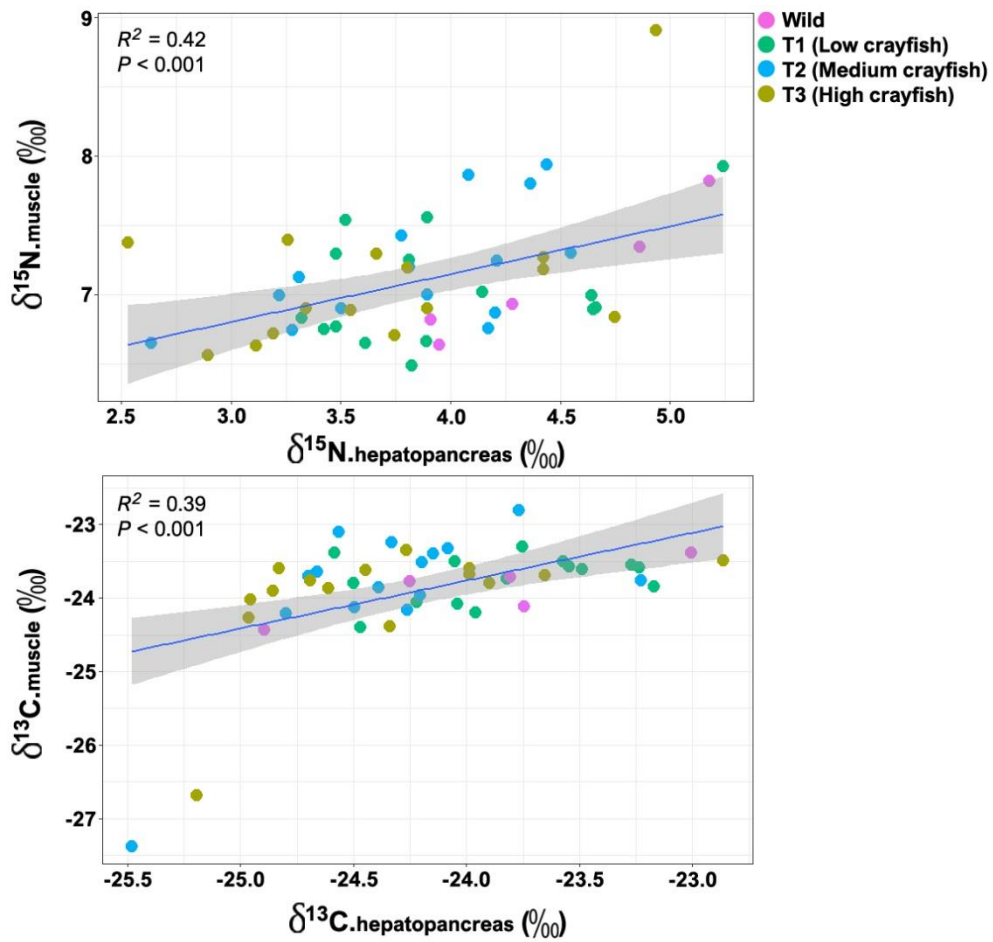 R² = 0.42
P < 0.001
Wild
T1 (Low crayfish)
T2 (Medium crayfish)
T3 (High crayfish)
9
8
7
δ¹⁵N.muscle (‰)
2.5 3.0 3.5 4.0 4.5 5.0
δ¹⁵N.hepatopancreas (‰)
R² = 0.39
P < 0.001
-23
-24
-25
-26
-27
δ¹³C.muscle (‰)
-25.5 -25.0 -24.5 -24.0 -23.5 -23.0
δ¹³C.hepatopancreas (‰)